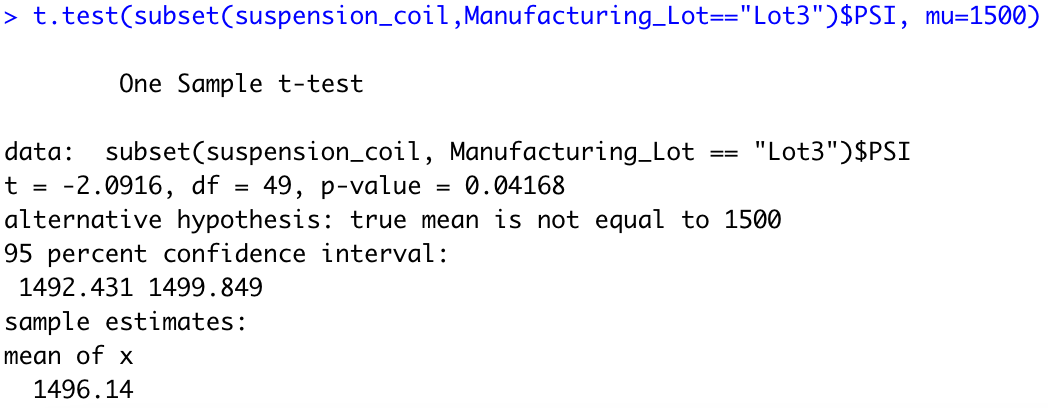 > t.test(subset(suspension_coil,Manufacturing_Lot=="Lot3")$PSI, mu=1500)
One Sample t-test
data:  subset(suspension_coil, Manufacturing_Lot == "Lot3")$PSI
t = -2.0916, df = 49, p-value = 0.04168
alternative hypothesis: true mean is not equal to 1500
95 percent confidence interval:
1492.431 1499.849
sample estimates:
mean of x
1496.14